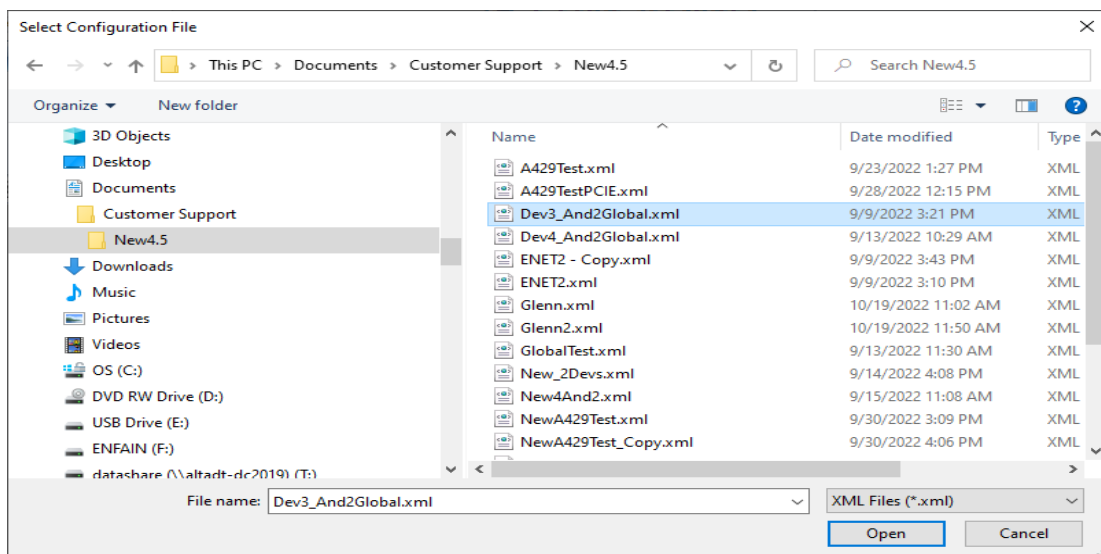 Select Configuration File
This PC > Documents > Customer Support > New4.5
Search New4.5
Organize
New folder
3D Objects
Desktop
Documents
Customer Support
New4.5
Downloads
Music
Pictures
Videos
OS (C:)
DVD RW Drive (D:)
USB Drive (E:)
ENFAIN (F:)
datashare (\\altadt-dc2019) (T:)
Name Date modified Type
A429Test.xml 9/23/2022 1:27 PM XML
A429TestPCIE.xml 9/28/2022 12:15 PM XML
Dev3_And2Global.xml 9/9/2022 3:21 PM XML
Dev4_And2Global.xml 9/13/2022 10:29 AM XML
ENET2 - Copy.xml 9/9/2022 3:43 PM XML
ENET2.xml 9/9/2022 3:10 PM XML
Glenn.xml 10/19/2022 11:02 AM XML
Glenn2.xml 10/19/2022 11:50 AM XML
GlobalTest.xml 9/13/2022 11:30 AM XML
New_2Devs.xml 9/14/2022 4:08 PM XML
New4And2.xml 9/15/2022 11:08 AM XML
NewA429Test.xml 9/30/2022 3:09 PM XML
NewA429Test_Copy.xml 9/30/2022 4:06 PM XML
File name: Dev3_And2Global.xml
XML Files (*.xml)
Open
Cancel